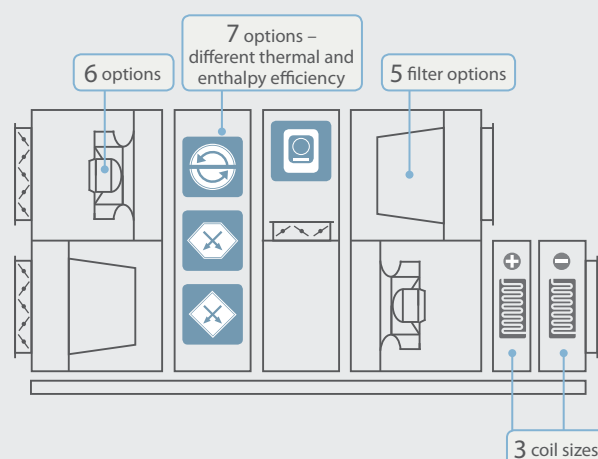 7 options –
different thermal and
enthalpy efficiency
6 options
5 filter options
3 coil sizes